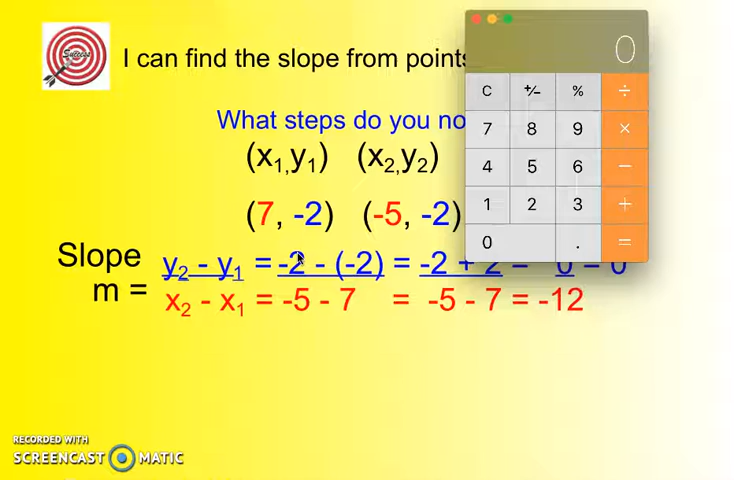 Success
I can find the slope from points
What steps do you no
(x1,y1) (x2,y2)
(7, -2) (-5, -2)
Slope
m =
y2 - y1 = -2 - (-2) = -2 + 2 = 0 = 0
x2 - x1 = -5 - 7 = -5 - 7 = -12
0
C +/− % ÷
7 8 9 ×
4 5 6 −
1 2 3 +
0 . =
RECORDED WITH
SCREENCAST MATIC